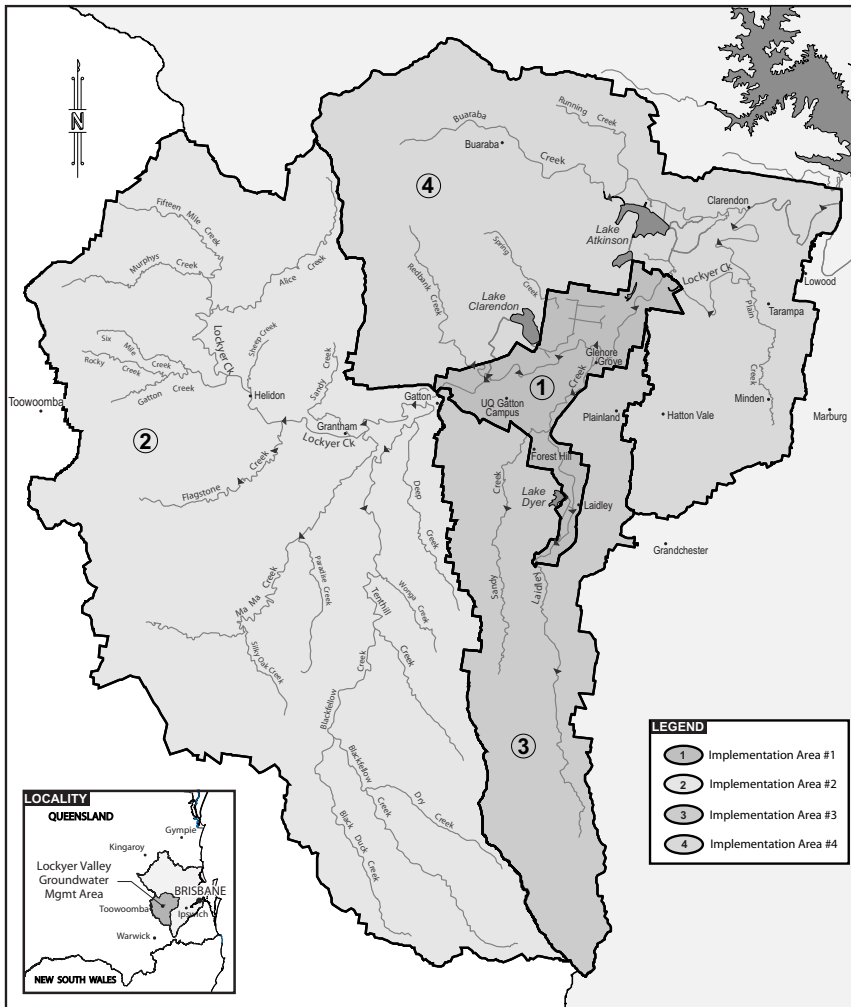 N
Running Creek
Buaraba
Creek
Buaraba
4
Clarendon
Fifteen Mile Creek
Lake
Atkinson
Spring
Creek
Murphys Creek
Alice Creek
Redbank Creek
Lockyer Ck
Lowood
Lake
Clarendon
Plain
Creek
Tarampa
Lockyer Ck
Sheep Creek
Six
Mile
Creek
Rocky
Creek
Sandy Creek
Glenore
Grove
Creek
1
Gatton Creek
Helidon
Gatton
UQ Gatton
Campus
Minden
Toowoomba
Plainland
Hatton Vale
Marburg
Grantham
Lockyer Ck
2
Forest Hill
Flagstone Creek
Deep
Creek
Creek
Sandy
Lake
Dyer
Laidley
Grandchester
Paradise Creek
Ma Ma Creek
Wonga Creek
Tenthill
Creek
Laidley
Silky Oak Creek
Creek
Blackfellow
3
Blackfellow
Creek
Dry
Creek
Black Duck Creek
LEGEND
1 Implementation Area #1
2 Implementation Area #2
3 Implementation Area #3
4 Implementation Area #4
LOCALITY
QUEENSLAND
Gympie
Kingaroy
Lockyer Valley
Groundwater
Mgmt Area
BRISBANE
Toowoomba
Ipswich
Warwick
NEW SOUTH WALES